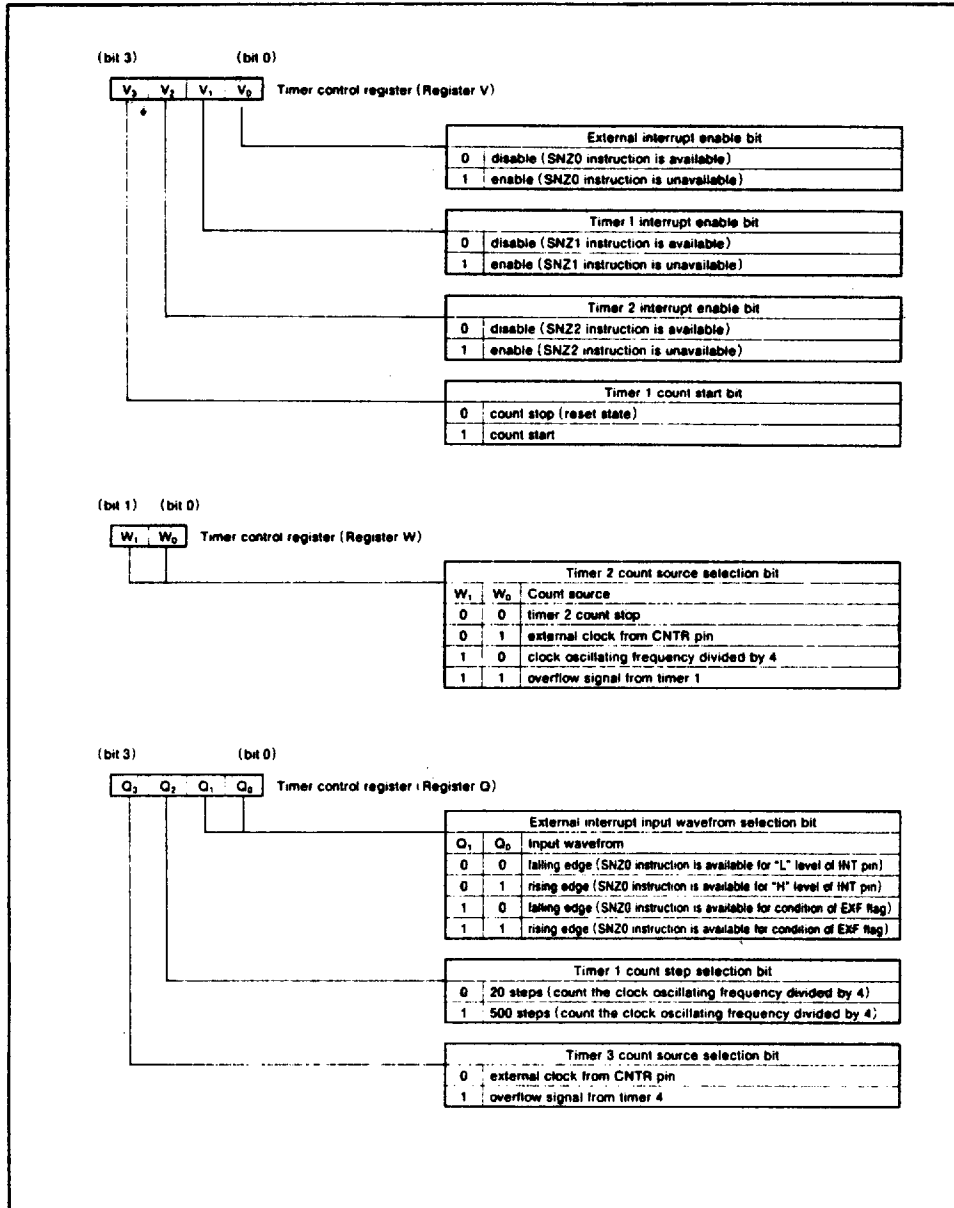 (bit 3) (bit 0)
V₃ V₂ V₁ V₀ Timer control register (Register V)
External interrupt enable bit
0 disable (SNZ0 instruction is available)
1 enable (SNZ0 instruction is unavailable)
Timer 1 interrupt enable bit
0 disable (SNZ1 instruction is available)
1 enable (SNZ1 instruction is unavailable)
Timer 2 interrupt enable bit
0 disable (SNZ2 instruction is available)
1 enable (SNZ2 instruction is unavailable)
Timer 1 count start bit
0 count stop (reset state)
1 count start
(bit 1) (bit 0)
W₁ W₀ Timer control register (Register W)
Timer 2 count source selection bit
W₁ W₀ Count source
0 0 timer 2 count stop
0 1 external clock from CNTR pin
1 0 clock oscillating frequency divided by 4
1 1 overflow signal from timer 1
(bit 3) (bit 0)
Q₃ Q₂ Q₁ Q₀ Timer control register (Register Q)
External interrupt input wavefrom selection bit
Q₁ Q₀ Input wavefrom
0 0 falling edge (SNZ0 instruction is available for "L" level of INT pin)
0 1 rising edge (SNZ0 instruction is available for "H" level of INT pin)
1 0 falling edge (SNZ0 instruction is available for condition of EXF flag)
1 1 rising edge (SNZ0 instruction is available for condition of EXF flag)
Timer 1 count step selection bit
0 20 steps (count the clock oscillating frequency divided by 4)
1 500 steps (count the clock oscillating frequency divided by 4)
Timer 3 count source selection bit
0 external clock from CNTR pin
1 overflow signal from timer 4